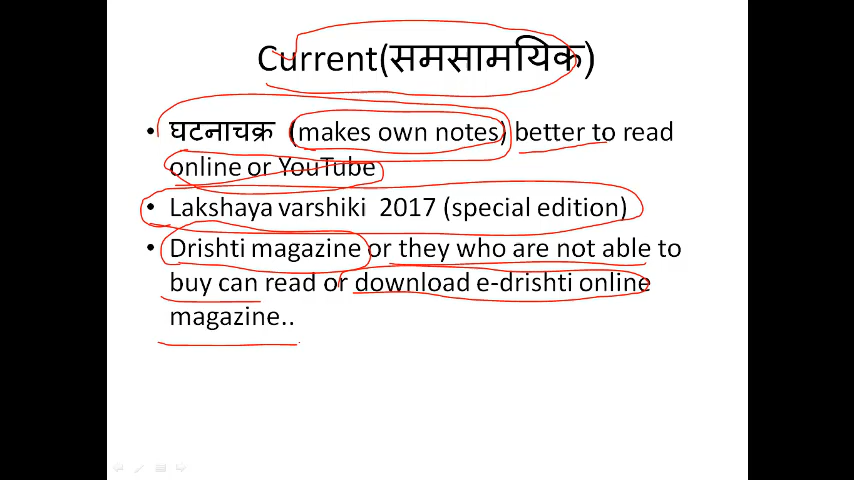 Current(समसामयिक)
• घटनाचक्र (makes own notes) better to read
online or YouTube
• Lakshaya varshiki 2017 (special edition)
• Drishti magazine or they who are not able to
buy can read or download e-drishti online
magazine..